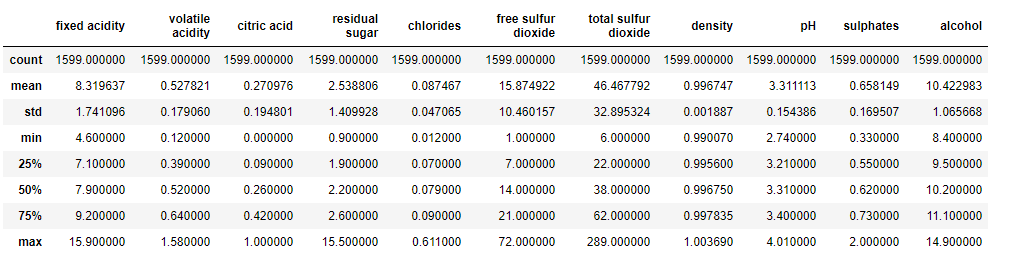 fixed acidity volatile acidity citric acid residual sugar chlorides free sulfur dioxide total sulfur dioxide density pH sulphates alcohol
count 1599.000000 1599.000000 1599.000000 1599.000000 1599.000000 1599.000000 1599.000000 1599.000000 1599.000000 1599.000000 1599.000000
mean 8.319637 0.527821 0.270976 2.538806 0.087467 15.874922 46.467792 0.996747 3.311113 0.658149 10.422983
std 1.741096 0.179060 0.194801 1.409928 0.047065 10.460157 32.895324 0.001887 0.154386 0.169507 1.065668
min 4.600000 0.120000 0.000000 0.900000 0.012000 1.000000 6.000000 0.990070 2.740000 0.330000 8.400000
25% 7.100000 0.390000 0.090000 1.900000 0.070000 7.000000 22.000000 0.995600 3.210000 0.550000 9.500000
50% 7.900000 0.520000 0.260000 2.200000 0.079000 14.000000 38.000000 0.996750 3.310000 0.620000 10.200000
75% 9.200000 0.640000 0.420000 2.600000 0.090000 21.000000 62.000000 0.997835 3.400000 0.730000 11.100000
max 15.900000 1.580000 1.000000 15.500000 0.611000 72.000000 289.000000 1.003690 4.010000 2.000000 14.900000